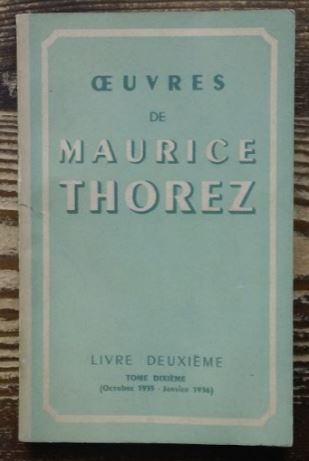 ŒUVRES
DE
MAURICE
THOREZ
LIVRE DEUXIÈME
TOME DIXIÈME
(Octobre 1935 - Janvier 1936)